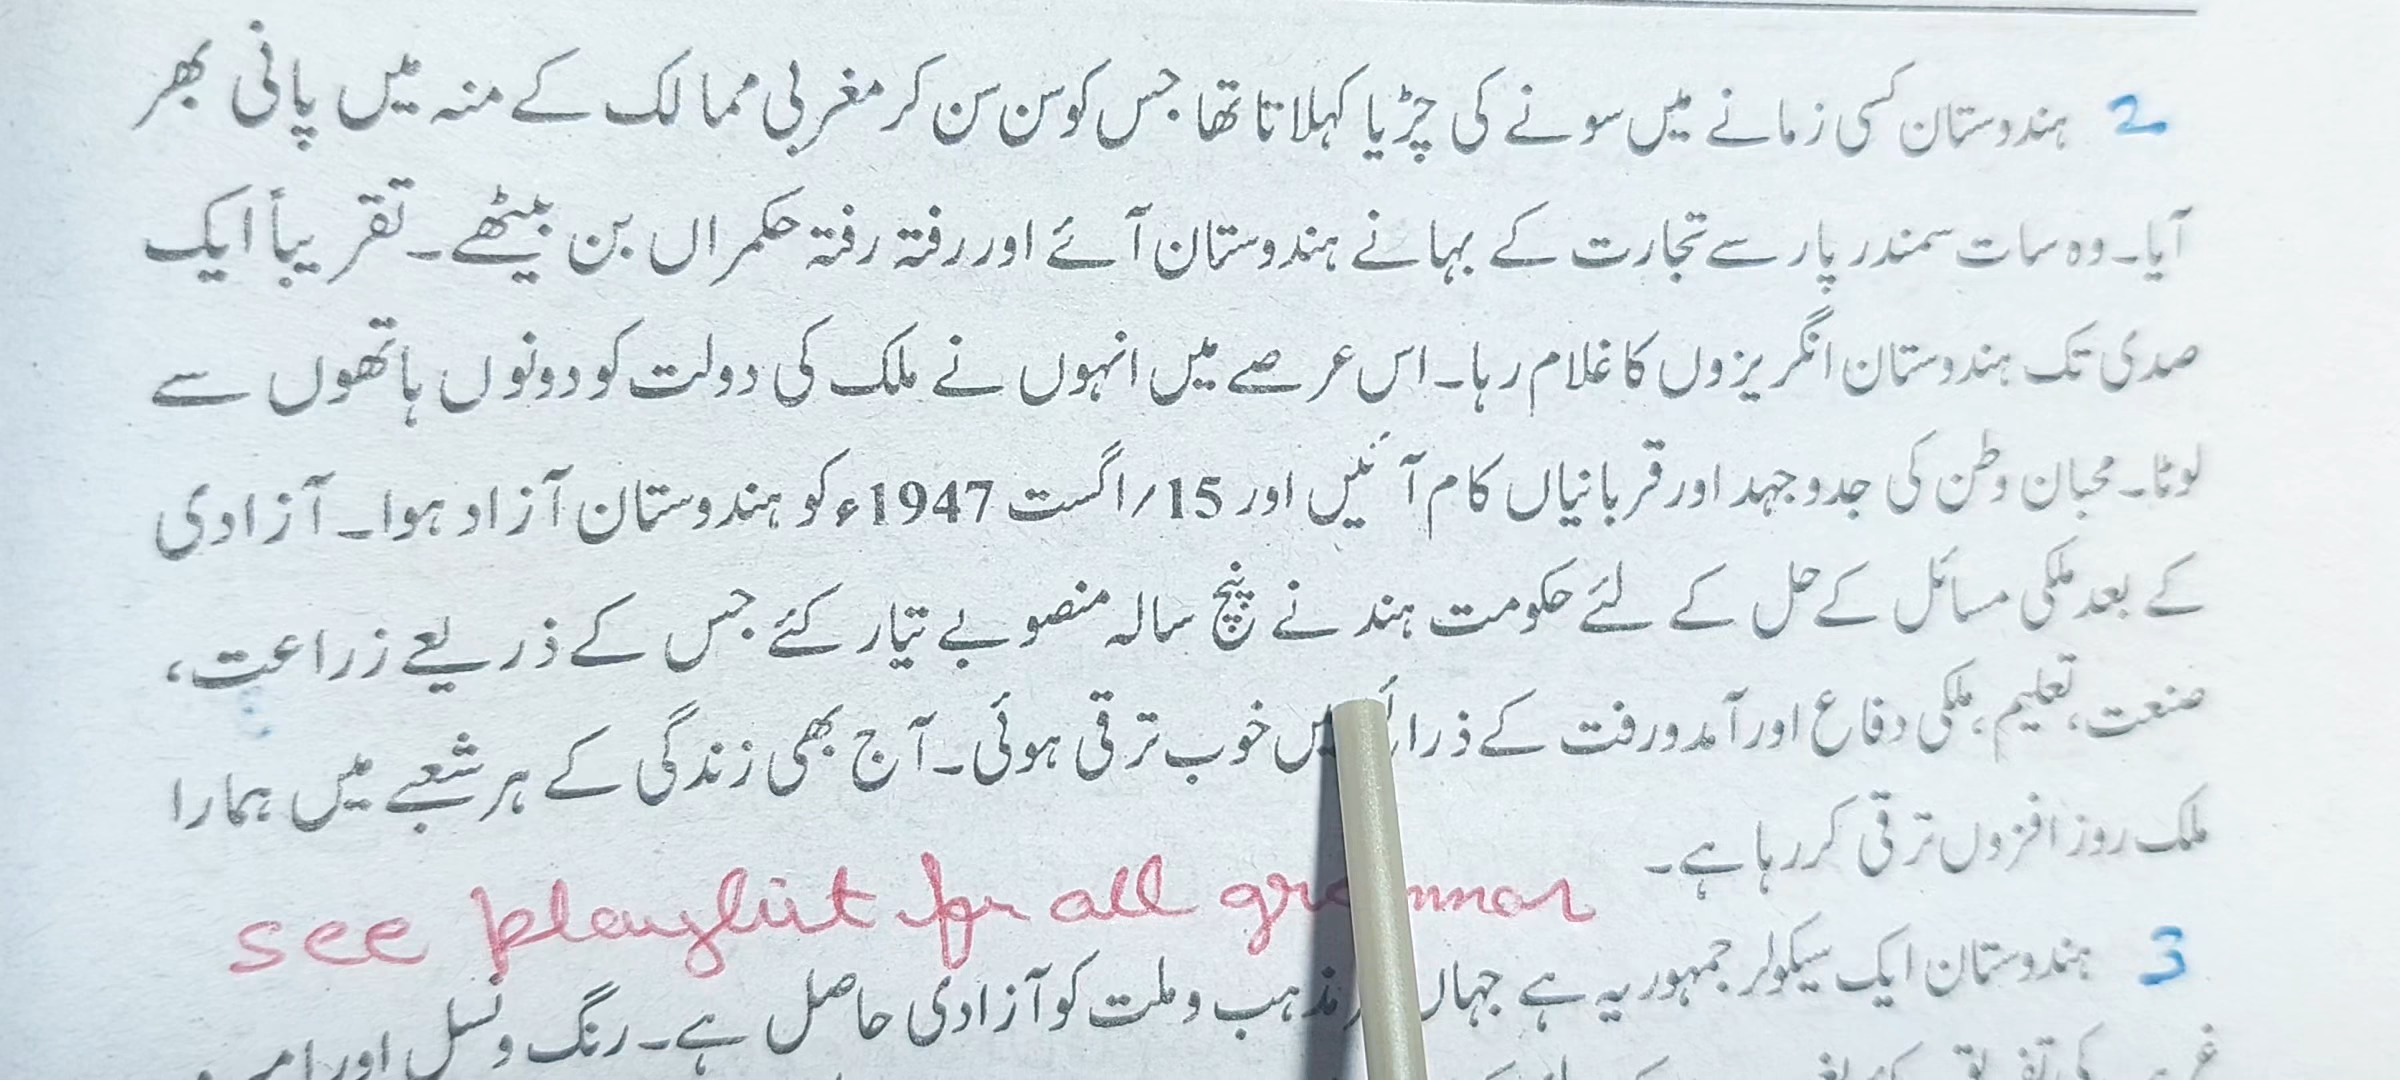 2 ہندوستان کسی زمانے میں سونے کی چڑیا کہلاتا تھا جس کو سن سن کر مغربی ممالک کے منہ میں پانی بھر
آیا۔ وہ سات سمندر پار سے تجارت کے بہانے ہندوستان آئے اور رفتہ رفتہ حکمراں بن بیٹھے۔ تقریباً ایک
صدی تک ہندوستان انگریزوں کا غلام رہا۔ اس عرصے میں انہوں نے ملک کی دولت کو دونوں ہاتھوں سے
لوٹا۔ محبان وطن کی جدوجہد اور قربانیاں کام آئیں اور 15/اگست 1947ء کو ہندوستان آزاد ہوا۔ آزادی
کے بعد ملکی مسائل کے حل کے لئے حکومت ہند نے پنچ سالہ منصوبے تیار کئے جس کے ذریعے زراعت،
صنعت، تعلیم، ملکی دفاع اور آمدورفت کے خوب ترقی ہوئی۔ آج بھی زندگی کے ہر شعبے میں ہمارا
ملک روز افزوں ترقی کر رہا ہے۔
see playlist for all grammar
3 ہندوستان ایک سیکولر جمہوریہ ہے جہاں مذہب و ملت کو آزادی حاصل ہے۔ رنگ و نسل اور